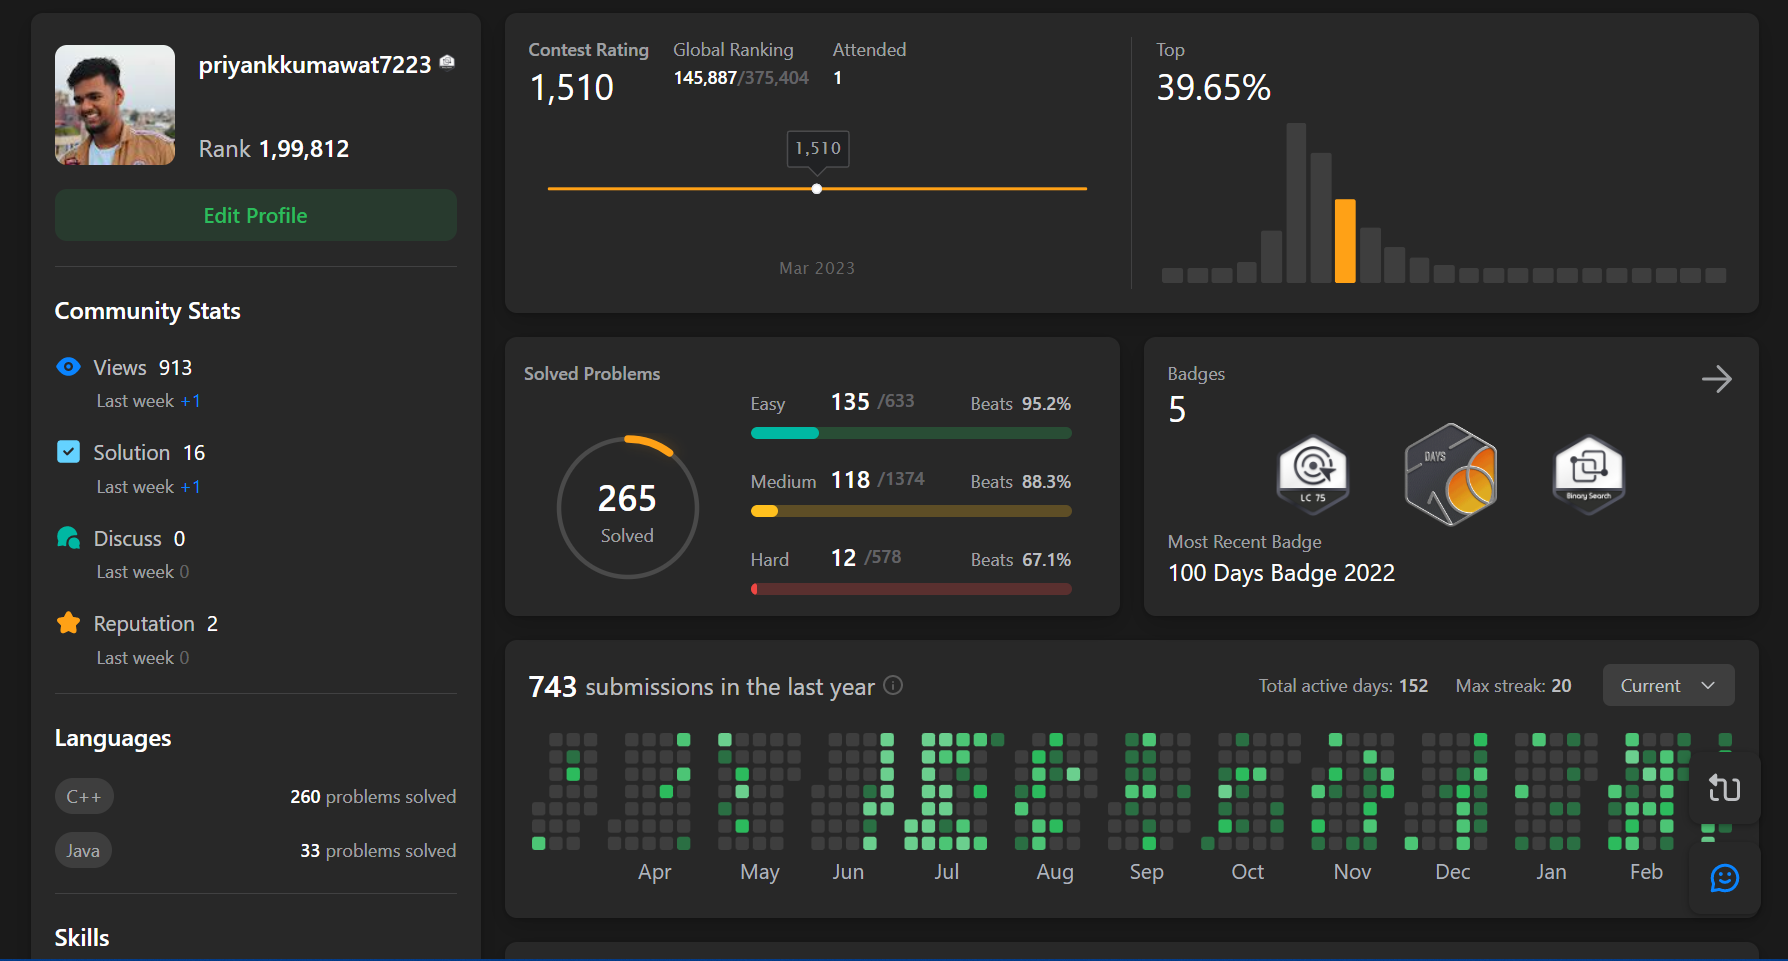 priyankkumawat7223
Rank 1,99,812
Edit Profile
Community Stats
Views 913
Last week +1
Solution 16
Last week +1
Discuss 0
Last week 0
Reputation 2
Last week 0
Languages
C++ 260 problems solved
Java 33 problems solved
Skills
Contest Rating Global Ranking Attended
1,510 145,887/375,404 1
1,510
Mar 2023
Top
39.65%
Solved Problems
265
Solved
Easy 135 /633 Beats 95.2%
Medium 118 /1374 Beats 88.3%
Hard 12 /578 Beats 67.1%
Badges
5
LC 75
DAYS
Binary Search
Most Recent Badge
100 Days Badge 2022
743 submissions in the last year
Total active days: 152 Max streak: 20 Current
Apr May Jun Jul Aug Sep Oct Nov Dec Jan Feb